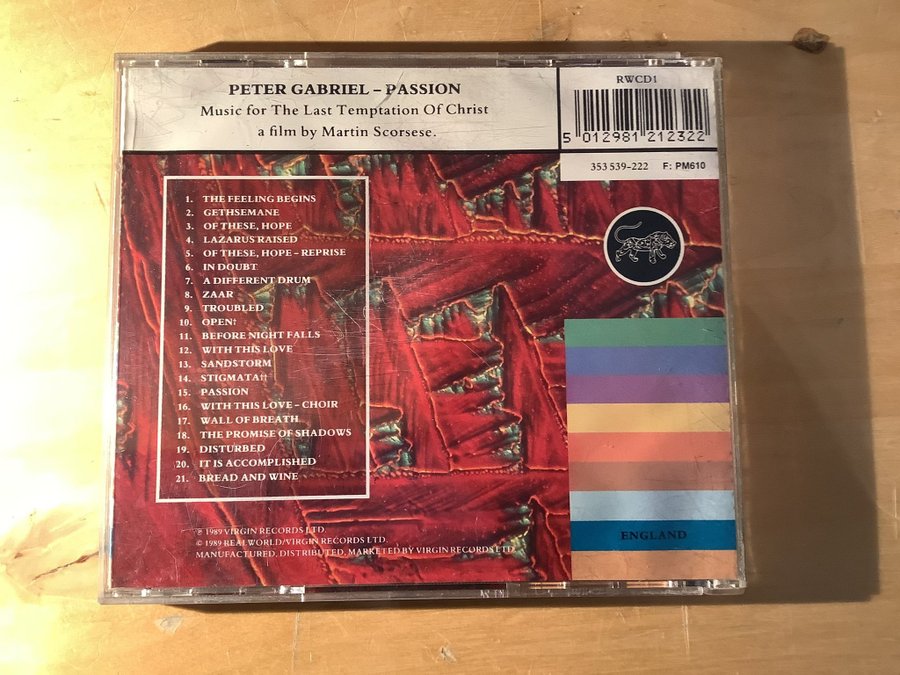 PETER GABRIEL – PASSION
Music for The Last Temptation Of Christ
a film by Martin Scorsese.
RWCD1
5 012981 212322
353 539-222 F: PM610
1. THE FEELING BEGINS
2. GETHSEMANE
3. OF THESE, HOPE
4. LAZARUS RAISED
5. OF THESE, HOPE – REPRISE
6. IN DOUBT
7. A DIFFERENT DRUM
8. ZAAR
9. TROUBLED
10. OPEN†
11. BEFORE NIGHT FALLS
12. WITH THIS LOVE
13. SANDSTORM
14. STIGMATA††
15. PASSION
16. WITH THIS LOVE – CHOIR
17. WALL OF BREATH
18. THE PROMISE OF SHADOWS
19. DISTURBED
20. IT IS ACCOMPLISHED
21. BREAD AND WINE
ENGLAND
℗ 1989 VIRGIN RECORDS LTD.
© 1989 REALWORLD/VIRGIN RECORDS LTD.
MANUFACTURED, DISTRIBUTED, MARKETED BY VIRGIN RECORDS LTD.